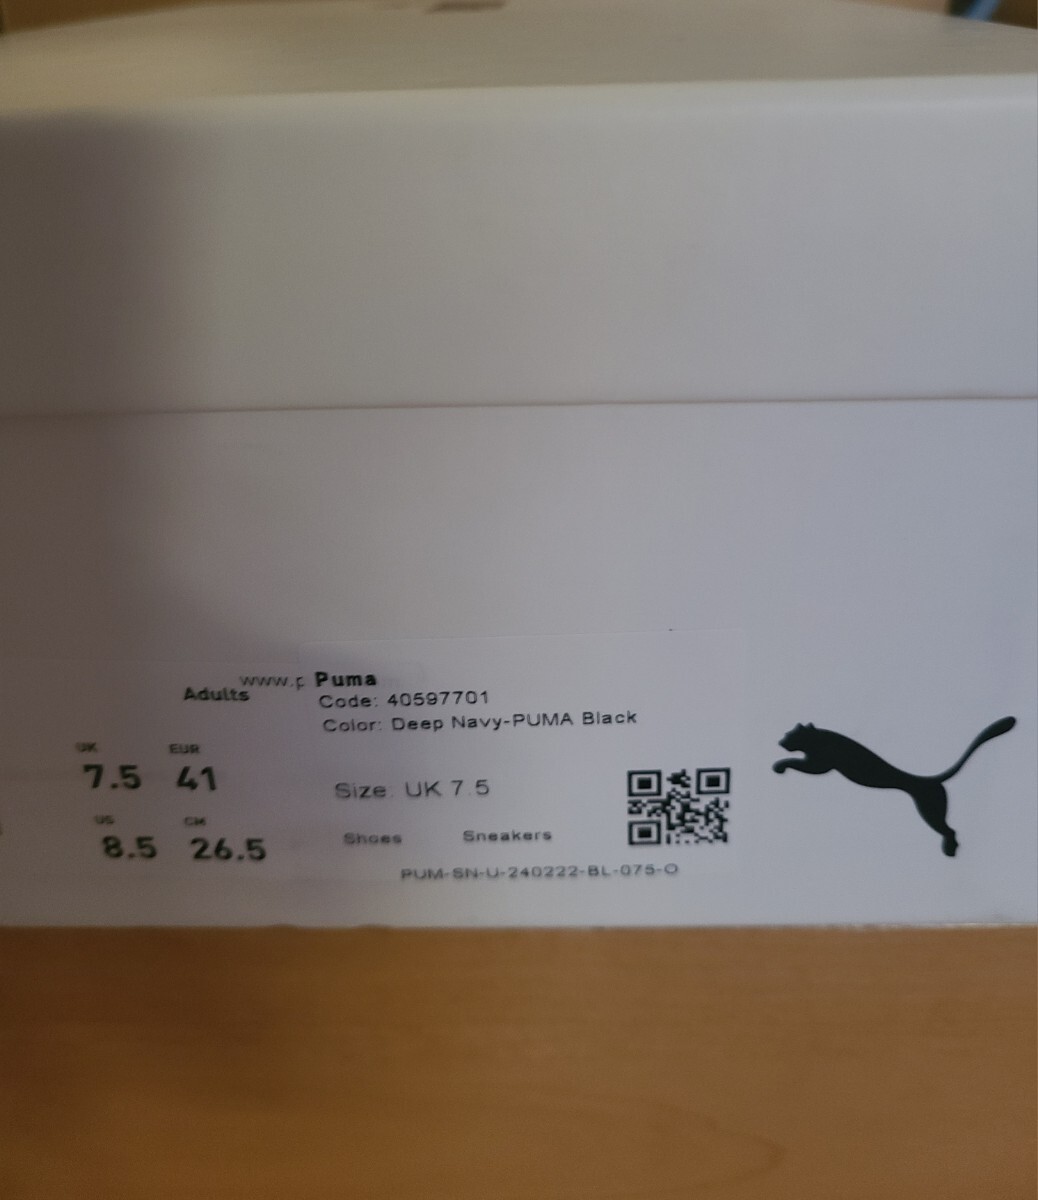 www.p
Puma
Adults
Code: 40597701
Color: Deep Navy-PUMA Black
UK EUR
7.5 41
Size: UK 7.5
US CM
8.5 26.5
Shoes Sneakers
PUM-SN-U-240222-BL-075-O